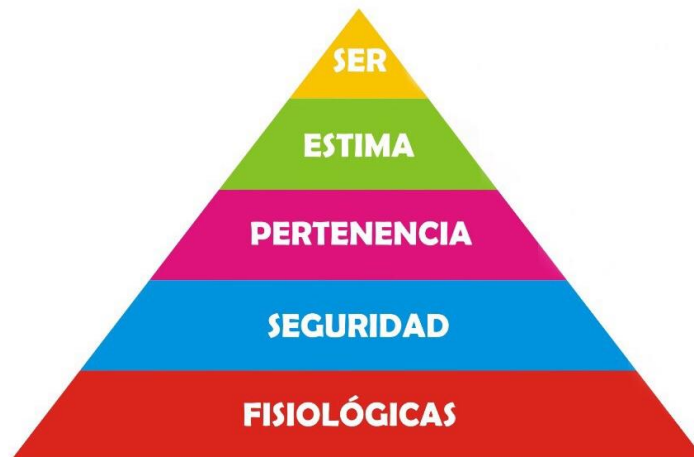 SER
ESTIMA
PERTENENCIA
SEGURIDAD
FISIOLÓGICAS